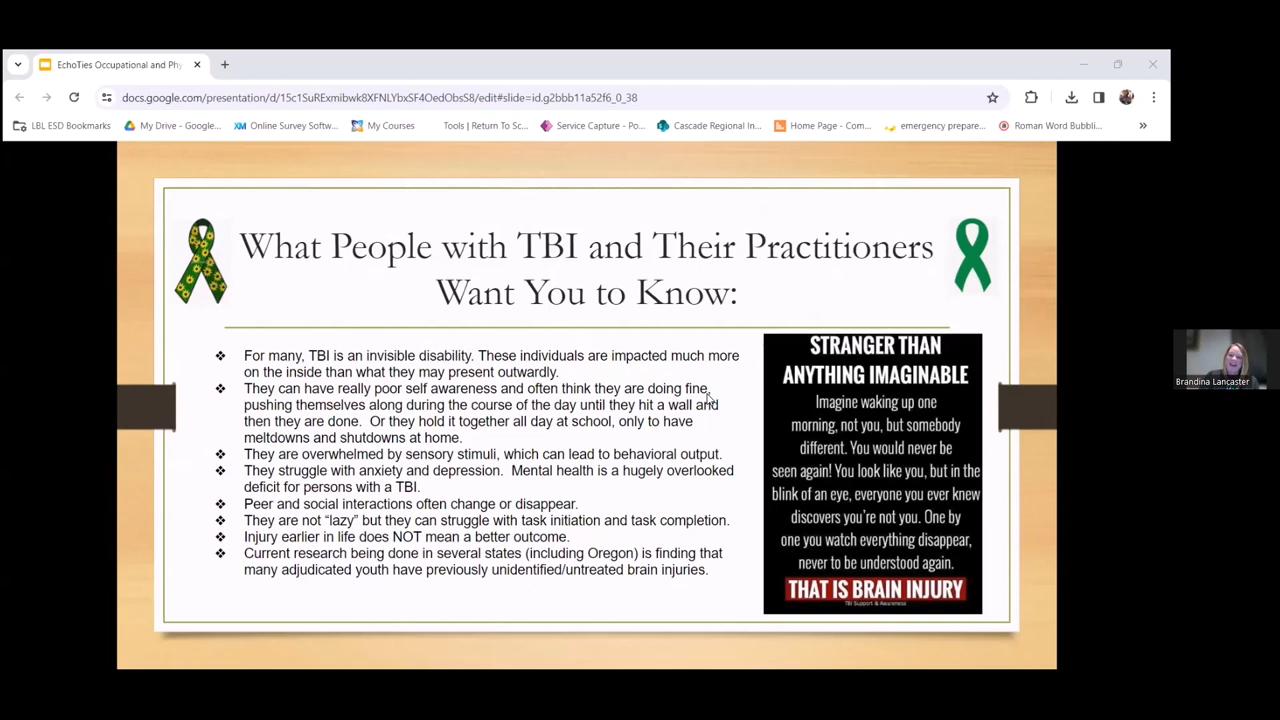 EchoTies Occupational and Phy
docs.google.com/presentation/d/15c1SuRExmibwk8XFNLYbxSF4OedObsS8/edit#slide=id.g2bbb11a52f6_0_38
LBL ESD Bookmarks
My Drive - Google...
Online Survey Softw...
My Courses
Tools | Return To Sc...
Service Capture - Po...
Cascade Regional In...
Home Page - Com...
emergency prepare...
Roman Word Bubbli...
What People with TBI and Their Practitioners
Want You to Know:
❖ For many, TBI is an invisible disability. These individuals are impacted much more
on the inside than what they may present outwardly.
❖ They can have really poor self awareness and often think they are doing fine,
pushing themselves along during the course of the day until they hit a wall and
then they are done. Or they hold it together all day at school, only to have
meltdowns and shutdowns at home.
❖ They are overwhelmed by sensory stimuli, which can lead to behavioral output.
❖ They struggle with anxiety and depression. Mental health is a hugely overlooked
deficit for persons with a TBI.
❖ Peer and social interactions often change or disappear.
❖ They are not “lazy” but they can struggle with task initiation and task completion.
❖ Injury earlier in life does NOT mean a better outcome.
❖ Current research being done in several states (including Oregon) is finding that
many adjudicated youth have previously unidentified/untreated brain injuries.
STRANGER THAN
ANYTHING IMAGINABLE
Imagine waking up one
morning, not you, but somebody
different. You would never be
seen again! You look like you, but in the
blink of an eye, everyone you ever knew
discovers you're not you. One by
one you watch everything disappear,
never to be understood again.
THAT IS BRAIN INJURY
TBI Support & Awareness
Brandina Lancaster